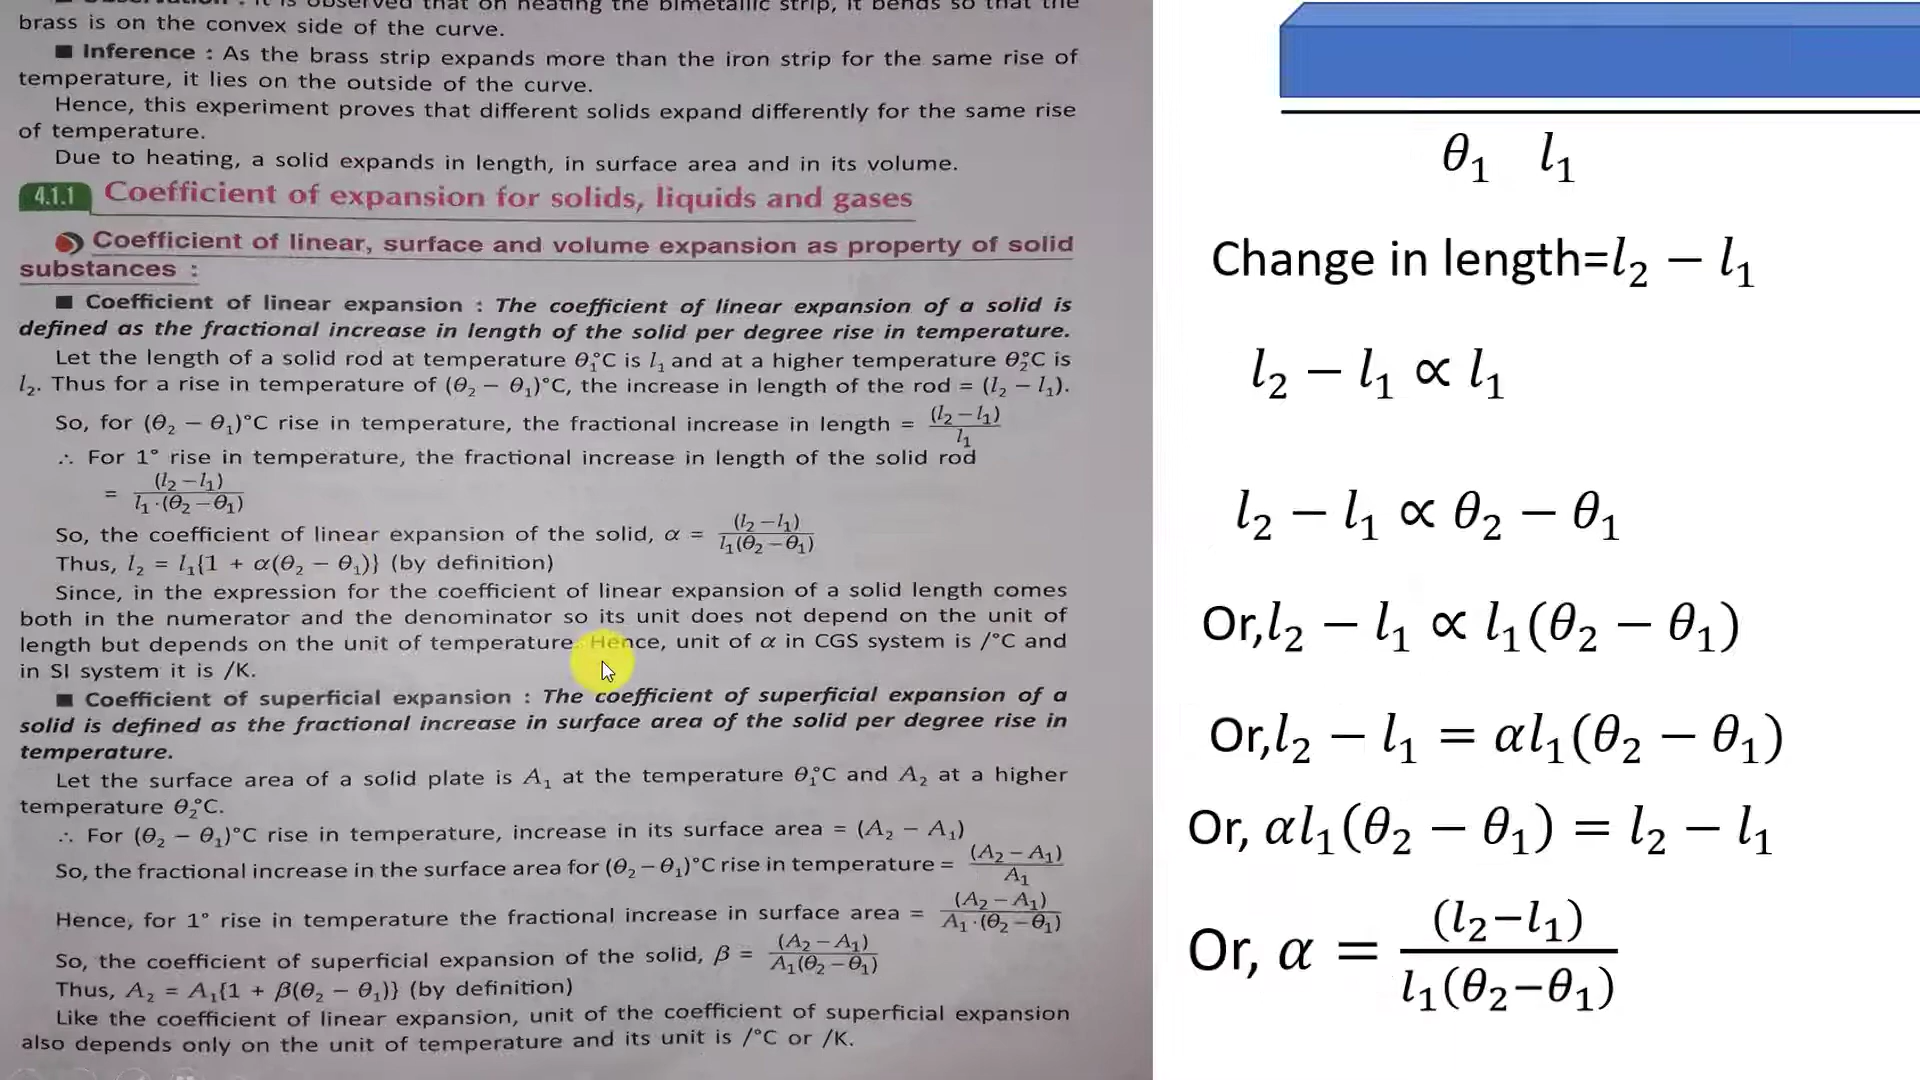 Observation : It is observed that on heating the bimetallic strip, it bends so that the
brass is on the convex side of the curve.
■ Inference : As the brass strip expands more than the iron strip for the same rise of
temperature, it lies on the outside of the curve.
Hence, this experiment proves that different solids expand differently for the same rise
of temperature.
Due to heating, a solid expands in length, in surface area and in its volume.
4.1.1 Coefficient of expansion for solids, liquids and gases
Coefficient of linear, surface and volume expansion as property of solid
substances :
■ Coefficient of linear expansion : The coefficient of linear expansion of a solid is
defined as the fractional increase in length of the solid per degree rise in temperature.
Let the length of a solid rod at temperature θ₁°C is l₁ and at a higher temperature θ₂°C is
l₂. Thus for a rise in temperature of (θ₂ − θ₁)°C, the increase in length of the rod = (l₂ − l₁).
So, for (θ₂ − θ₁)°C rise in temperature, the fractional increase in length = (l₂−l₁)/l₁
∴ For 1° rise in temperature, the fractional increase in length of the solid rod
= (l₂−l₁)/l₁·(θ₂−θ₁)
So, the coefficient of linear expansion of the solid, α = (l₂−l₁)/l₁(θ₂−θ₁)
Thus, l₂ = l₁{1 + α(θ₂ − θ₁)} (by definition)
Since, in the expression for the coefficient of linear expansion of a solid length comes
both in the numerator and the denominator so its unit does not depend on the unit of
length but depends on the unit of temperature. Hence, unit of α in CGS system is /°C and
in SI system it is /K.
■ Coefficient of superficial expansion : The coefficient of superficial expansion of a
solid is defined as the fractional increase in surface area of the solid per degree rise in
temperature.
Let the surface area of a solid plate is A₁ at the temperature θ₁°C and A₂ at a higher
temperature θ₂°C.
∴ For (θ₂ − θ₁)°C rise in temperature, increase in its surface area = (A₂ − A₁)
So, the fractional increase in the surface area for (θ₂−θ₁)°C rise in temperature = (A₂−A₁)/A₁
Hence, for 1° rise in temperature the fractional increase in surface area = (A₂−A₁)/A₁·(θ₂−θ₁)
So, the coefficient of superficial expansion of the solid, β = (A₂−A₁)/A₁(θ₂−θ₁)
Thus, A₂ = A₁{1 + β(θ₂ − θ₁)} (by definition)
Like the coefficient of linear expansion, unit of the coefficient of superficial expansion
also depends only on the unit of temperature and its unit is /°C or /K.
θ₁ l₁
Change in length=l₂ − l₁
l₂ − l₁ ∝ l₁
l₂ − l₁ ∝ θ₂ − θ₁
Or,l₂ − l₁ ∝ l₁(θ₂ − θ₁)
Or,l₂ − l₁ = αl₁(θ₂ − θ₁)
Or, αl₁(θ₂ − θ₁) = l₂ − l₁
Or, α = (l₂−l₁)/l₁(θ₂−θ₁)